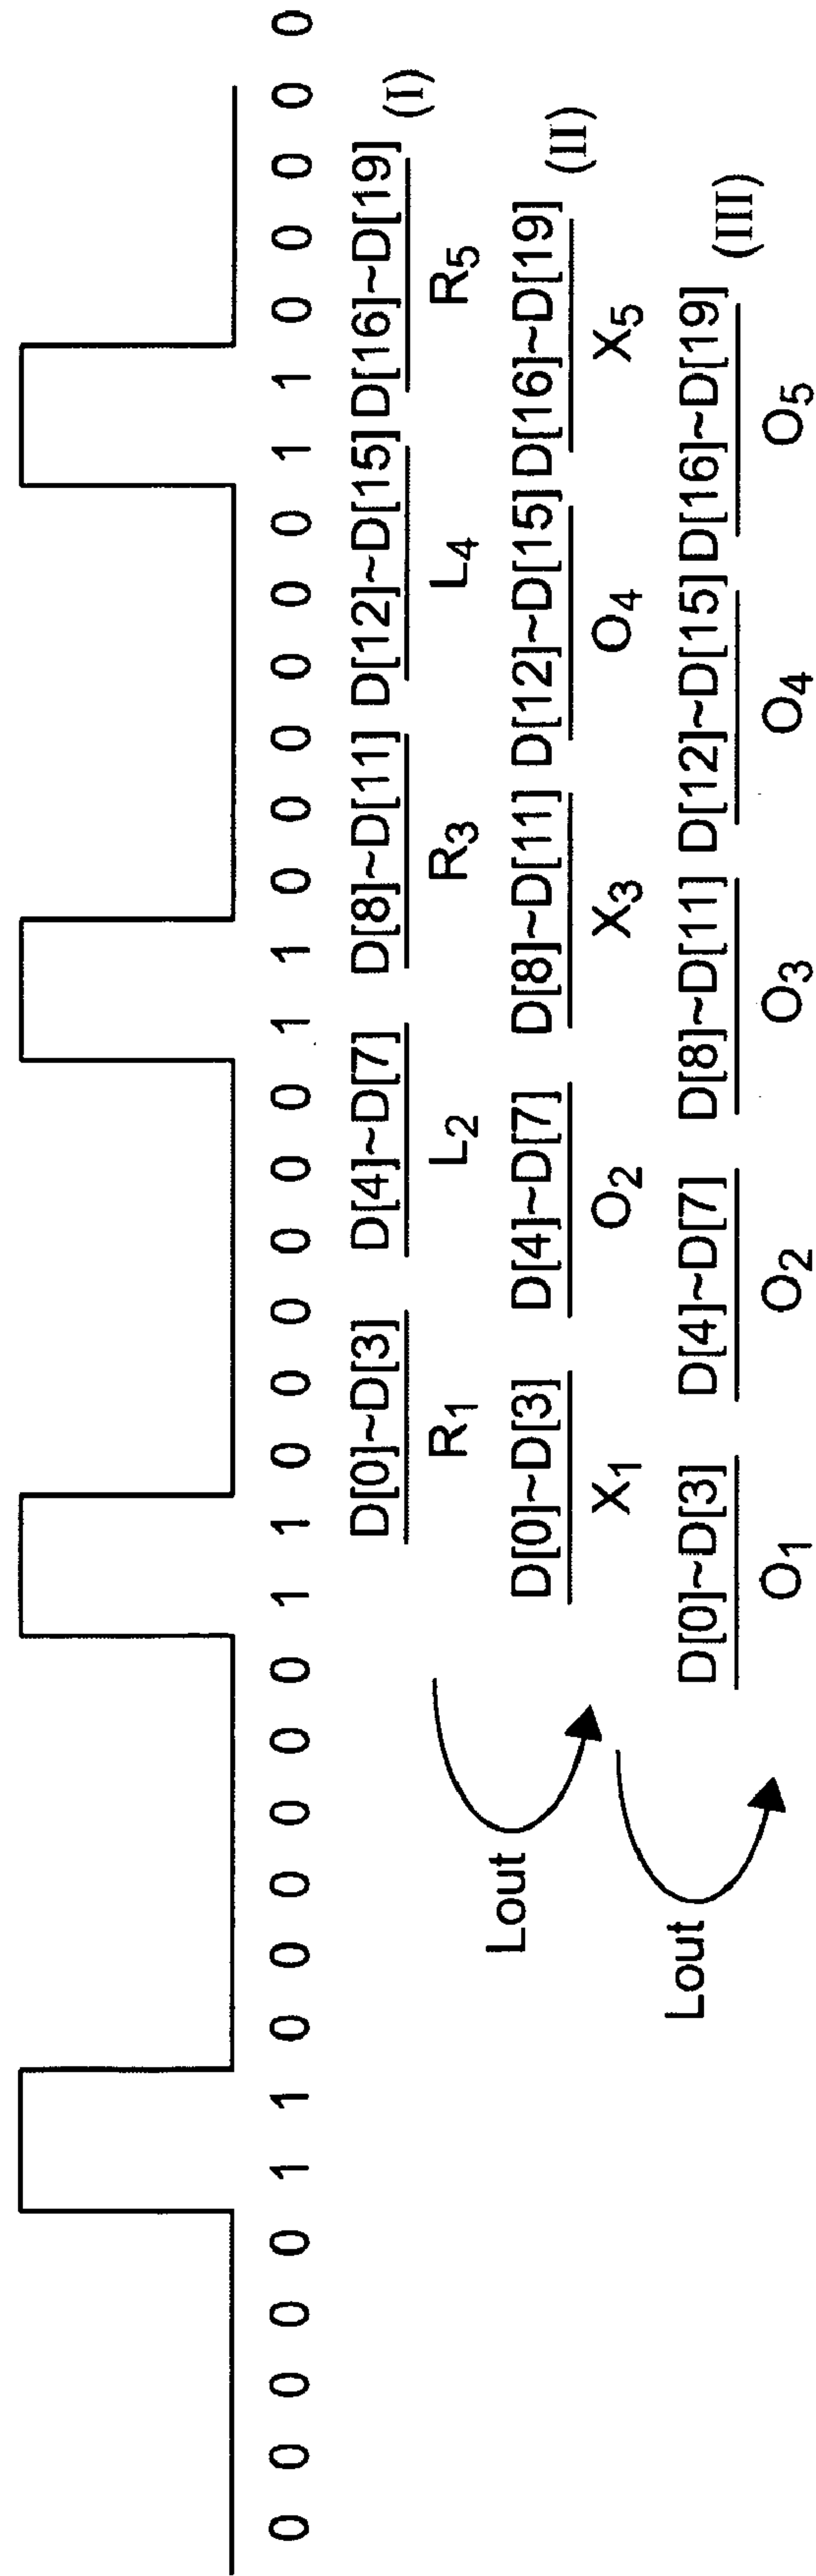 0 0 0 0 0 1 1 0 0 0 0 0 0 1 1 0 0 0 0 0 0 1 1 0 0 0 0 0 0 1 1 0 0 0 0 0
D[0]~D[3] D[4]~D[7] D[8]~D[11] D[12]~D[15] D[16]~D[19] (I)
R1 L2 R3 L4 R5
Lout
D[0]~D[3] D[4]~D[7] D[8]~D[11] D[12]~D[15] D[16]~D[19] (II)
X1 O2 X3 O4 X5
Lout
D[0]~D[3] D[4]~D[7] D[8]~D[11] D[12]~D[15] D[16]~D[19] (III)
O1 O2 O3 O4 O5